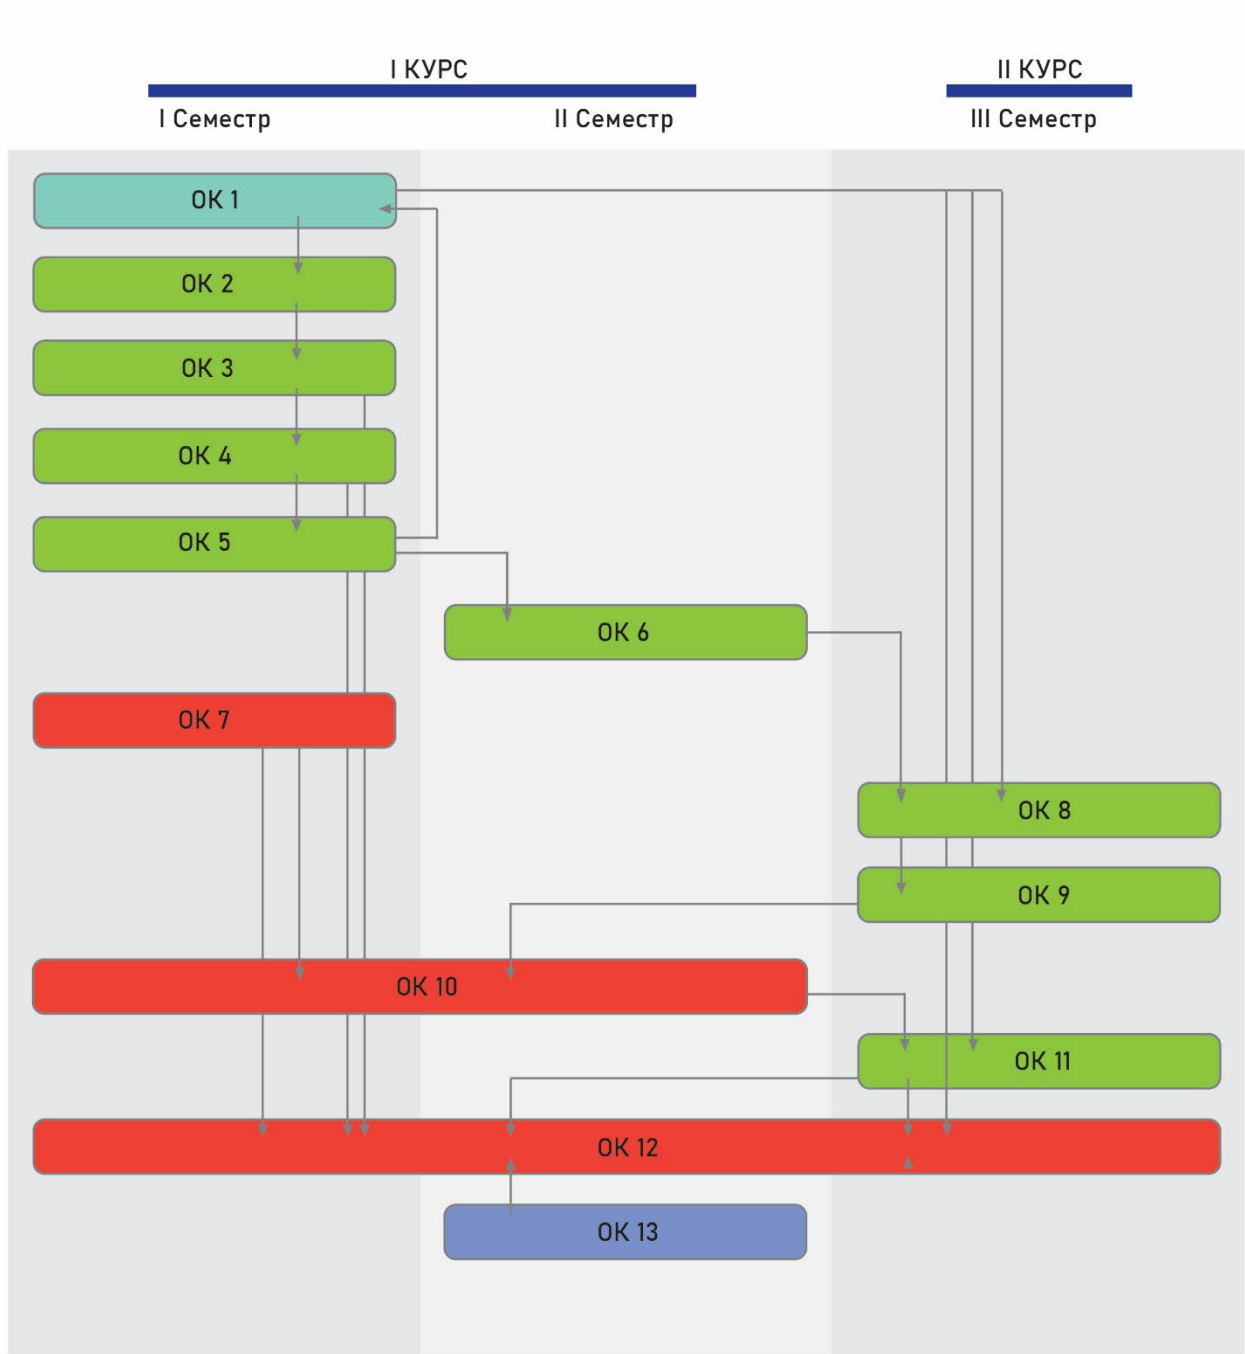 I КУРС
II КУРС
I Семестр
II Семестр
III Семестр
ОК 1
ОК 2
ОК 3
ОК 4
ОК 5
ОК 6
ОК 7
ОК 8
ОК 9
ОК 10
ОК 11
ОК 12
ОК 13